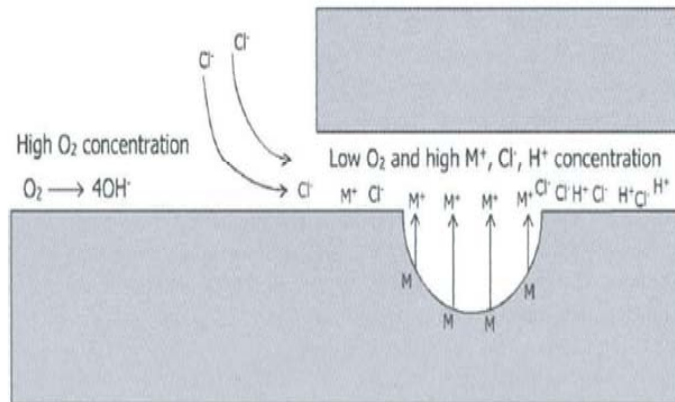 Cl⁻
Cl⁻
High O₂ concentration
O₂ ⟶ 4OH⁻
Low O₂ and high M⁺, Cl⁻, H⁺ concentration
Cl⁻ M⁺ Cl⁻ M⁺ M⁺ M⁺ M⁺ Cl⁻ Cl⁻ H⁺ Cl⁻ H⁺ Cl⁻ H⁺
M M M M